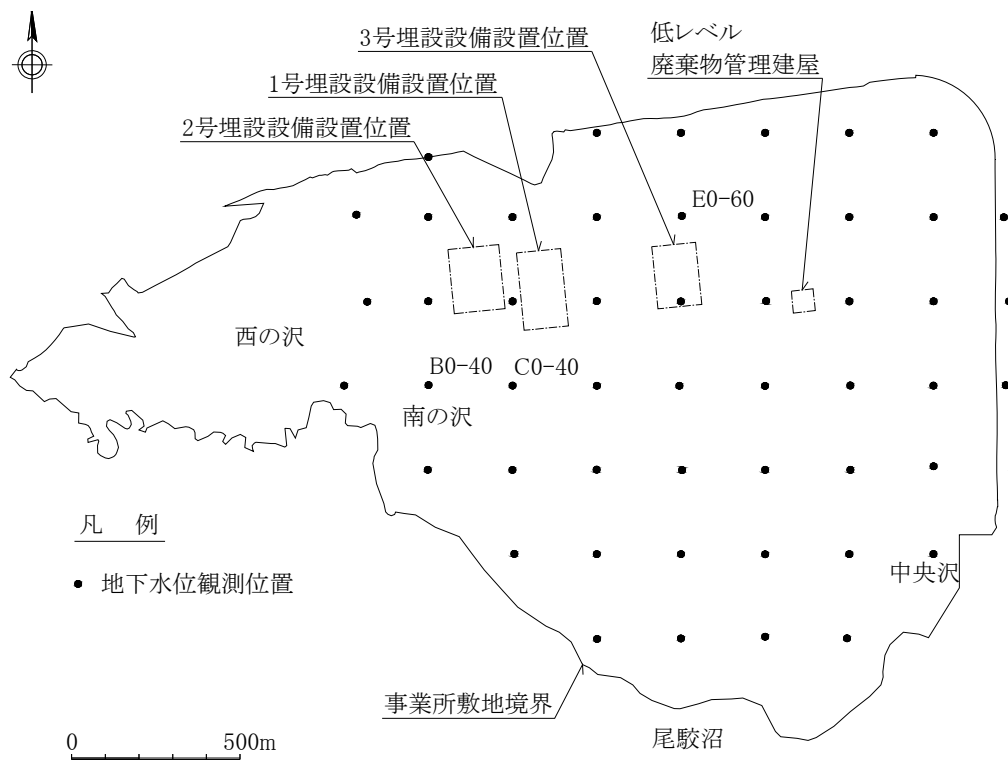 3号埋設設備設置位置
低レベル
廃棄物管理建屋
1号埋設設備設置位置
2号埋設設備設置位置
E0-60
西の沢
B0-40
C0-40
南の沢
凡 例
地下水位観測位置
中央沢
事業所敷地境界
尾駮沼
0 500m